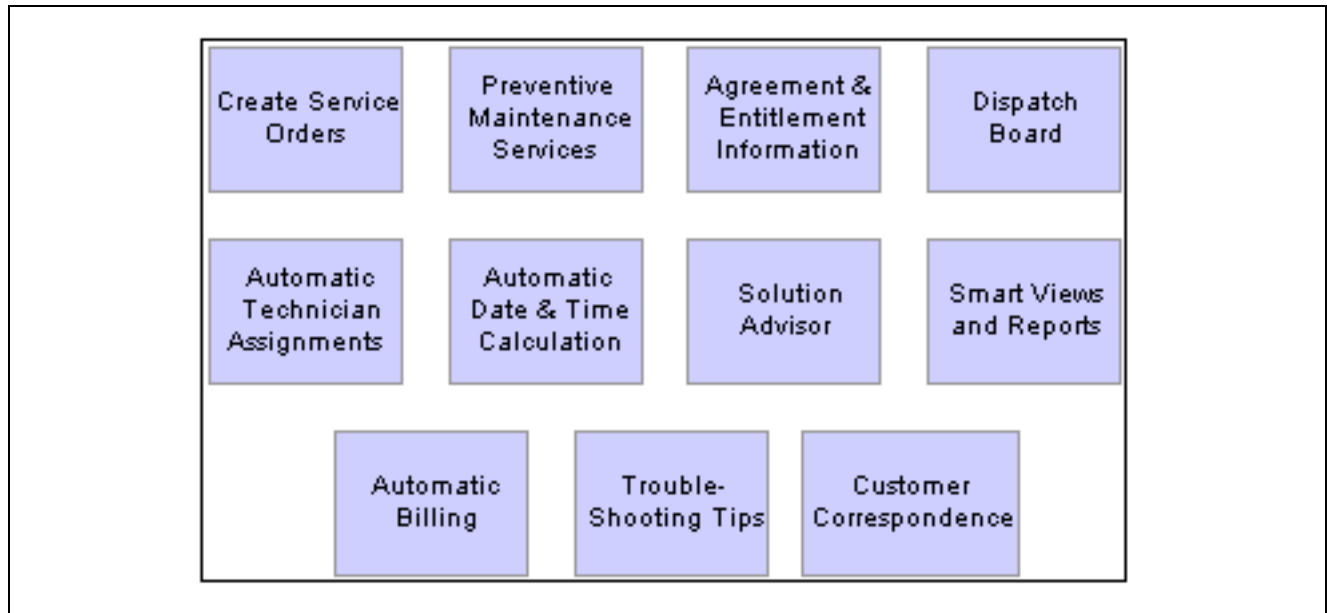 Create Service
Orders
Preventive
Maintenance
Services
Agreement &
Entitlement
Information
Dispatch
Board
Automatic
Technician
Assignments
Automatic
Date & Time
Calculation
Solution
Advisor
Smart Views
and Reports
Automatic
Billing
Trouble-
Shooting Tips
Customer
Correspondence